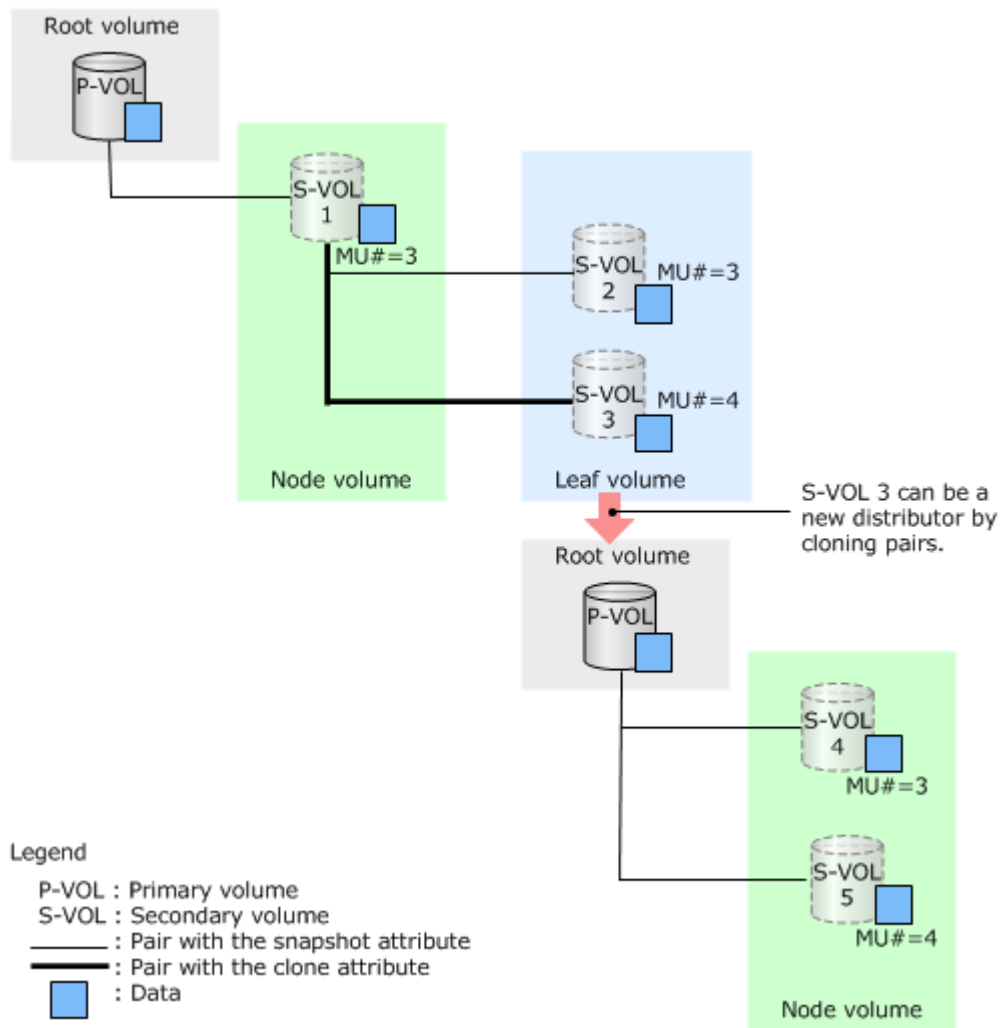 Root volume
P-VOL
S-VOL
1
MU#=3
S-VOL
2
MU#=3
S-VOL
3
MU#=4
Node volume
Leaf volume
S-VOL 3 can be a
new distributor by
cloning pairs.
Root volume
P-VOL
S-VOL
4
MU#=3
S-VOL
5
MU#=4
Node volume
Legend
P-VOL : Primary volume
S-VOL : Secondary volume
: Pair with the snapshot attribute
: Pair with the clone attribute
: Data